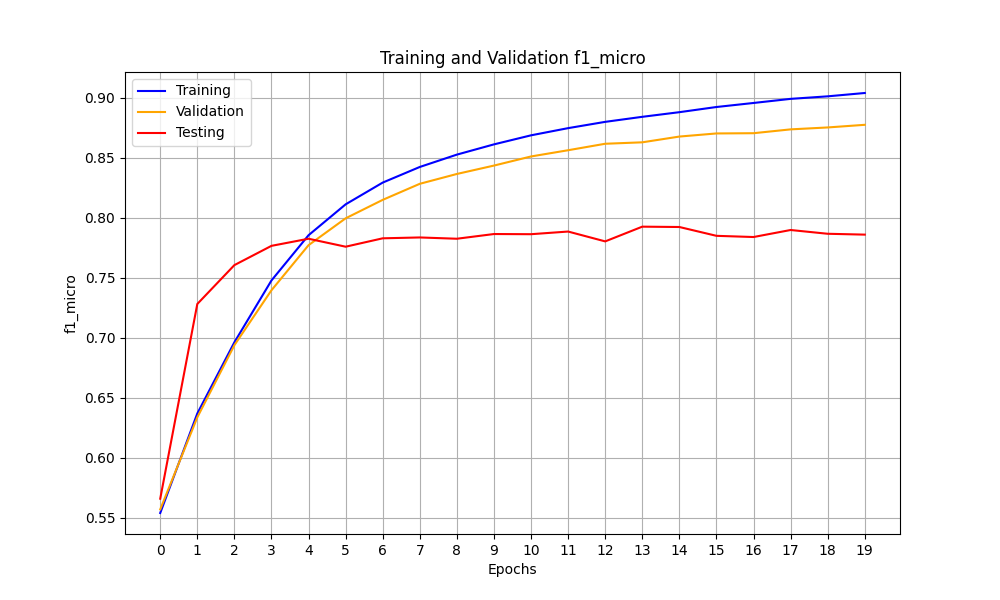 Training and Validation f1_micro
Training
Validation
Testing
f1_micro
0.90
0.85
0.80
0.75
0.70
0.65
0.60
0.55
0 1 2 3 4 5 6 7 8 9 10 11 12 13 14 15 16 17 18 19
Epochs